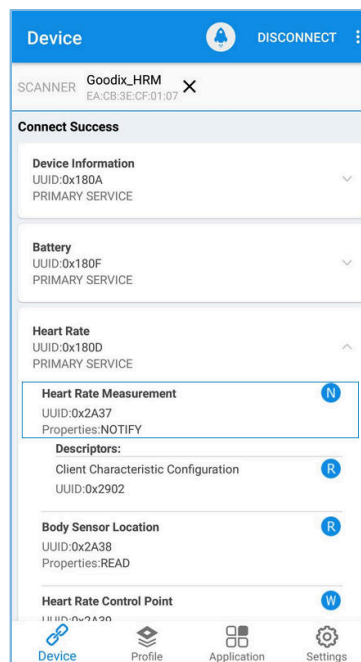 Device
DISCONNECT
SCANNER
Goodix_HRM
EA:CB:3E:CF:01:07
Connect Success
Device Information
UUID:0x180A
PRIMARY SERVICE
Battery
UUID:0x180F
PRIMARY SERVICE
Heart Rate
UUID:0x180D
PRIMARY SERVICE
Heart Rate Measurement
N
UUID:0x2A37
Properties:NOTIFY
Descriptors:
Client Characteristic Configuration
R
UUID:0x2902
Body Sensor Location
R
UUID:0x2A38
Properties:READ
Heart Rate Control Point
W
UUID:0x2A39
Device
Profile
Application
Settings